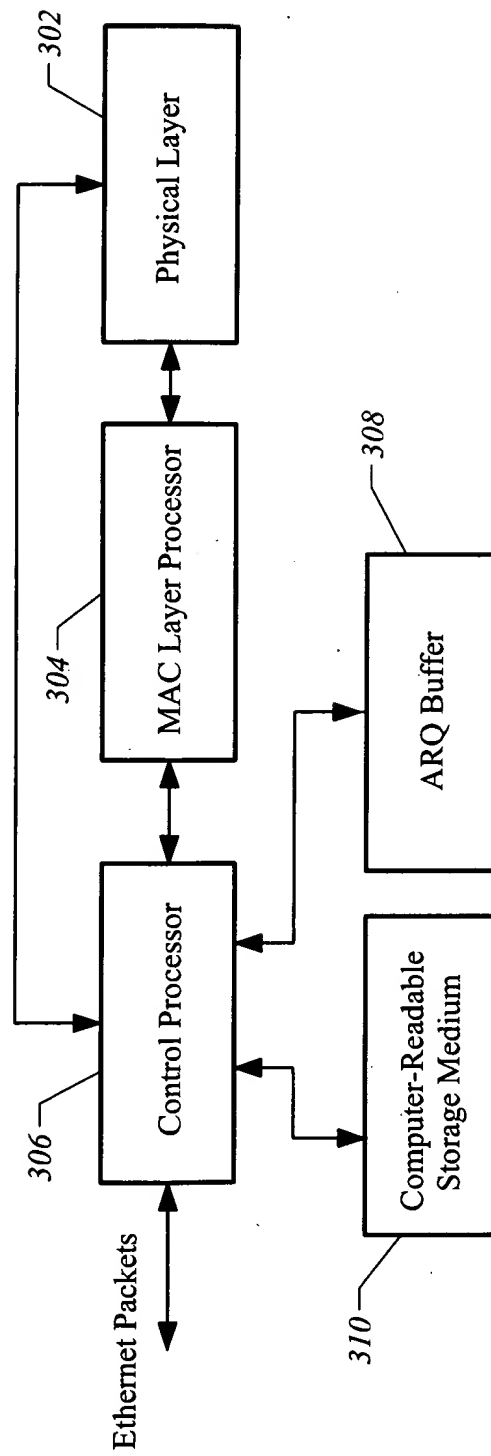 302
Physical Layer
304
MAC Layer Processor
306
Control Processor
Ethernet Packets
308
ARQ Buffer
310
Computer-Readable
Storage Medium